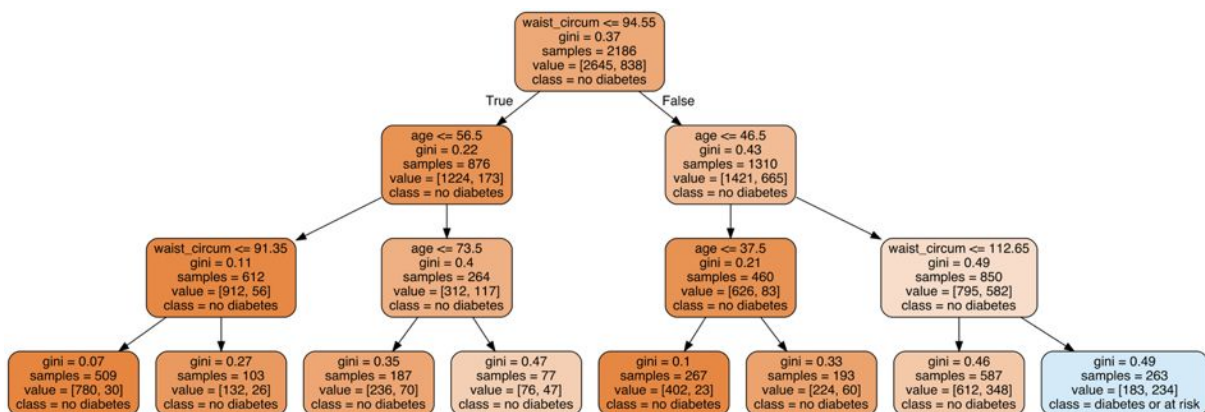 waist_circum <= 94.55
gini = 0.37
samples = 2186
value = [2645, 838]
class = no diabetes
True
False
age <= 56.5
gini = 0.22
samples = 876
value = [1224, 173]
class = no diabetes
age <= 46.5
gini = 0.43
samples = 1310
value = [1421, 665]
class = no diabetes
waist_circum <= 91.35
gini = 0.11
samples = 612
value = [912, 56]
class = no diabetes
age <= 73.5
gini = 0.4
samples = 264
value = [312, 117]
class = no diabetes
age <= 37.5
gini = 0.21
samples = 460
value = [626, 83]
class = no diabetes
waist_circum <= 112.65
gini = 0.49
samples = 850
value = [795, 582]
class = no diabetes
gini = 0.07
samples = 509
value = [780, 30]
class = no diabetes
gini = 0.27
samples = 103
value = [132, 26]
class = no diabetes
gini = 0.35
samples = 187
value = [236, 70]
class = no diabetes
gini = 0.47
samples = 77
value = [76, 47]
class = no diabetes
gini = 0.1
samples = 267
value = [402, 23]
class = no diabetes
gini = 0.33
samples = 193
value = [224, 60]
class = no diabetes
gini = 0.46
samples = 587
value = [612, 348]
class = no diabetes
gini = 0.49
samples = 263
value = [183, 234]
class = diabetes or at risk